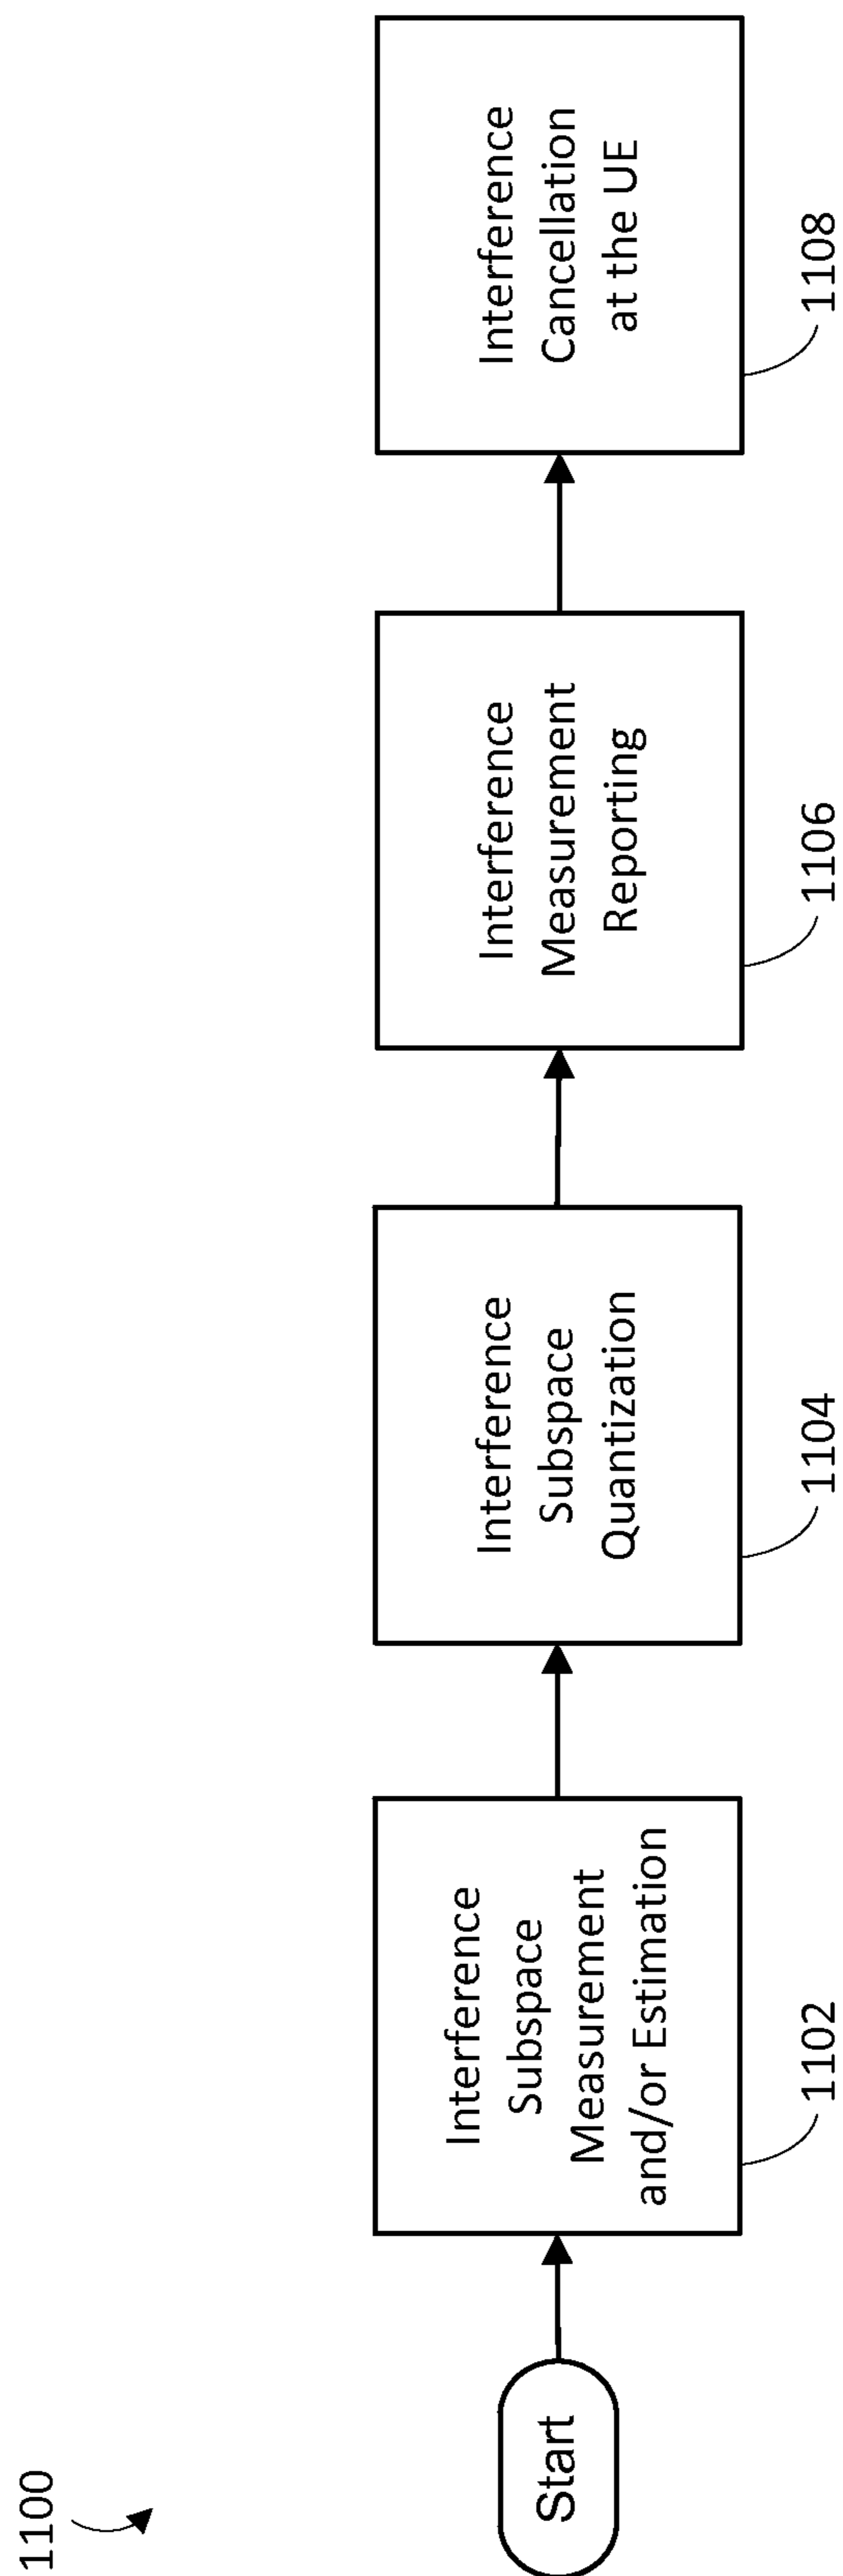 1100
Start
Interference
Subspace
Measurement
and/or Estimation
1102
Interference
Subspace
Quantization
1104
Interference
Measurement
Reporting
1106
Interference
Cancellation
at the UE
1108